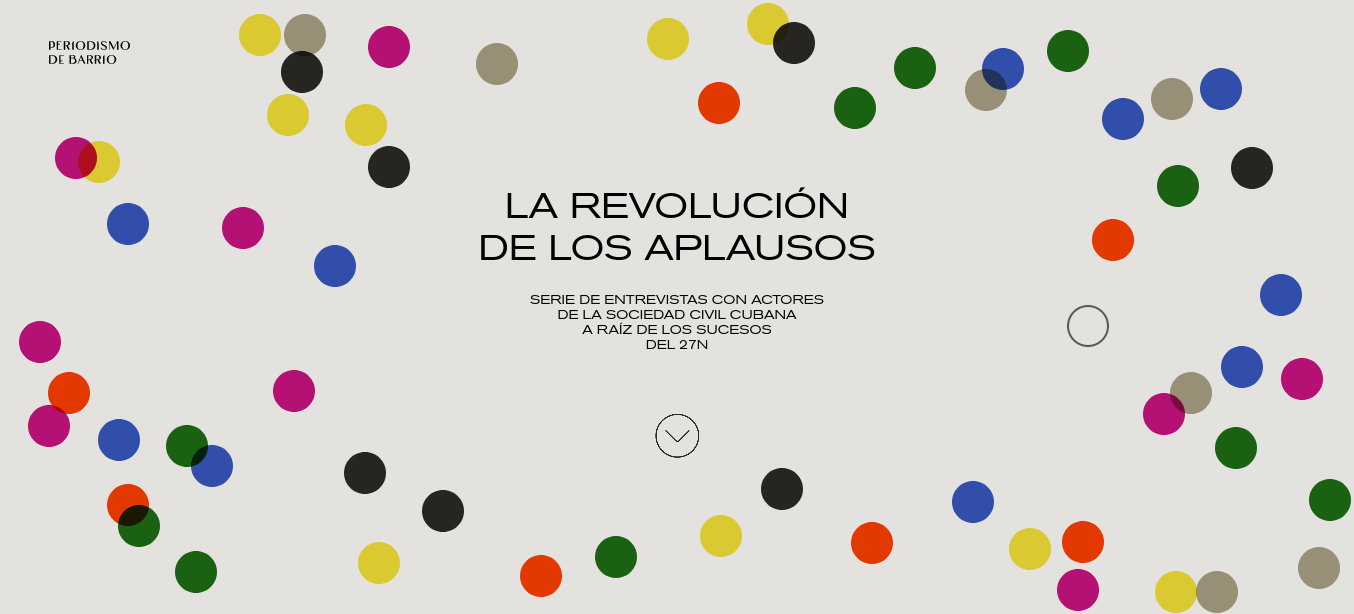 PERIODISMO
DE BARRIO
LA REVOLUCIÓN
DE LOS APLAUSOS
SERIE DE ENTREVISTAS CON ACTORES
DE LA SOCIEDAD CIVIL CUBANA
A RAÍZ DE LOS SUCESOS
DEL 27N